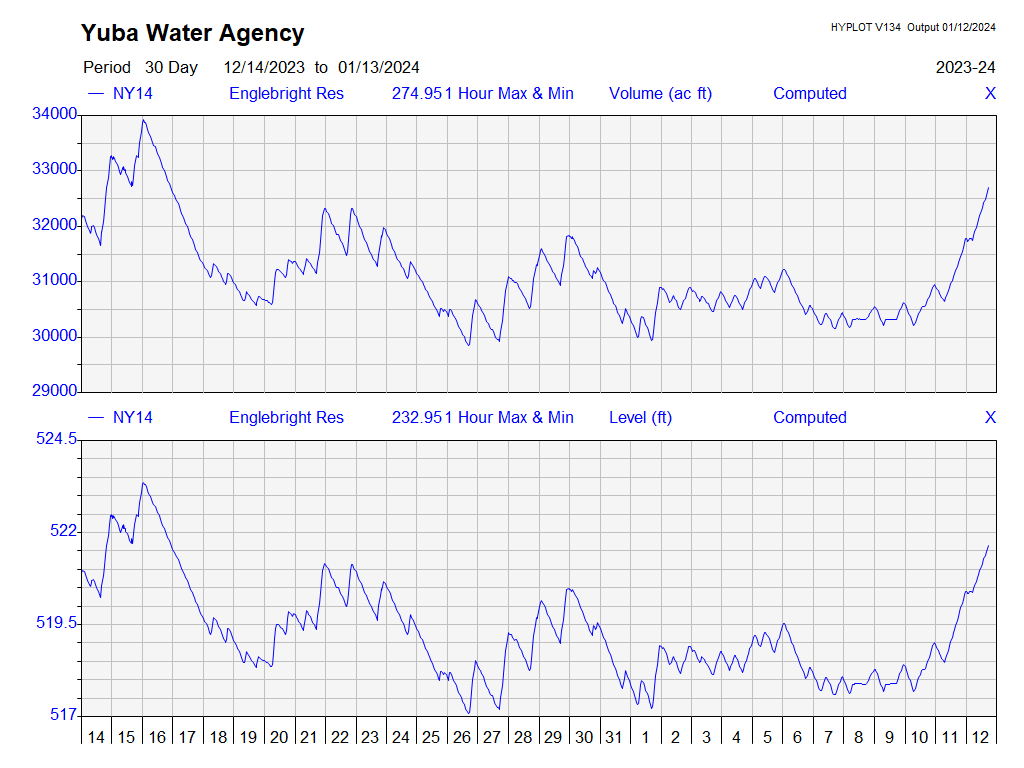 Yuba Water Agency
HYPLOT V134 Output 01/12/2024
Period 30 Day 12/14/2023 to 01/13/2024 2023-24
NY14 Englebright Res 274.951 Hour Max & Min Volume (ac ft) Computed X
34000
33000
32000
31000
30000
29000
NY14 Englebright Res 232.951 Hour Max & Min Level (ft) Computed X
524.5
522
519.5
517
14 15 16 17 18 19 20 21 22 23 24 25 26 27 28 29 30 31 1 2 3 4 5 6 7 8 9 10 11 12